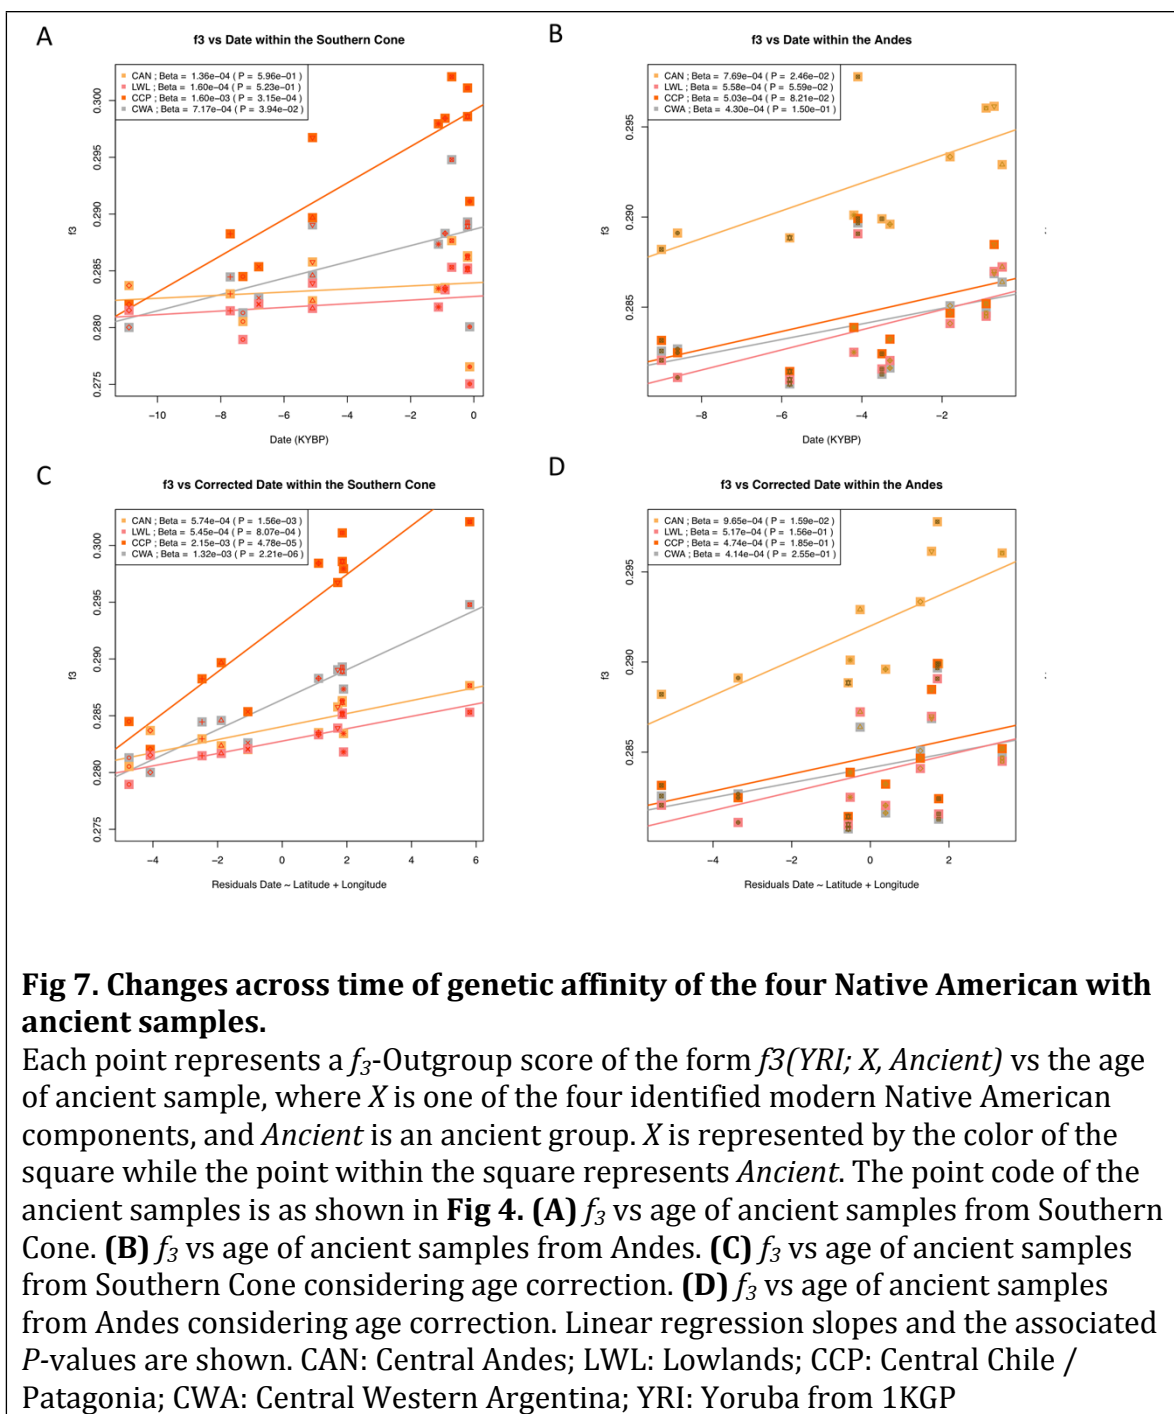 A
f3 vs Date within the Southern Cone
CAN ; Beta = 1.36e−04 ( P = 5.96e−01 )
LWL ; Beta = 1.60e−04 ( P = 5.23e−01 )
CCP ; Beta = 1.60e−03 ( P = 3.15e−04 )
CWA ; Beta = 7.17e−04 ( P = 3.94e−02 )
f3
0.300
0.295
0.290
0.285
0.280
0.275
−10 −8 −6 −4 −2 0
Date (KYBP)
B
f3 vs Date within the Andes
CAN ; Beta = 7.69e−04 ( P = 2.46e−02 )
LWL ; Beta = 5.58e−04 ( P = 5.59e−02 )
CCP ; Beta = 5.03e−04 ( P = 8.21e−02 )
CWA ; Beta = 4.30e−04 ( P = 1.50e−01 )
f3
0.295
0.290
0.285
−8 −6 −4 −2
Date (KYBP)
C
f3 vs Corrected Date within the Southern Cone
CAN ; Beta = 5.74e−04 ( P = 1.56e−03 )
LWL ; Beta = 5.45e−04 ( P = 8.07e−04 )
CCP ; Beta = 2.15e−03 ( P = 4.78e−05 )
CWA ; Beta = 1.32e−03 ( P = 2.21e−06 )
f3
0.300
0.295
0.290
0.285
0.280
0.275
−4 −2 0 2 4 6
Residuals Date ~ Latitude + Longitude
D
f3 vs Corrected Date within the Andes
CAN ; Beta = 9.65e−04 ( P = 1.59e−02 )
LWL ; Beta = 5.17e−04 ( P = 1.56e−01 )
CCP ; Beta = 4.74e−04 ( P = 1.85e−01 )
CWA ; Beta = 4.14e−04 ( P = 2.55e−01 )
f3
0.295
0.290
0.285
−4 −2 0 2
Residuals Date ~ Latitude + Longitude
Fig 7. Changes across time of genetic affinity of the four Native American with
ancient samples.
Each point represents a f3-Outgroup score of the form f3(YRI; X, Ancient) vs the age
of ancient sample, where X is one of the four identified modern Native American
components, and Ancient is an ancient group. X is represented by the color of the
square while the point within the square represents Ancient. The point code of the
ancient samples is as shown in Fig 4. (A) f3 vs age of ancient samples from Southern
Cone. (B) f3 vs age of ancient samples from Andes. (C) f3 vs age of ancient samples
from Southern Cone considering age correction. (D) f3 vs age of ancient samples
from Andes considering age correction. Linear regression slopes and the associated
P-values are shown. CAN: Central Andes; LWL: Lowlands; CCP: Central Chile /
Patagonia; CWA: Central Western Argentina; YRI: Yoruba from 1KGP